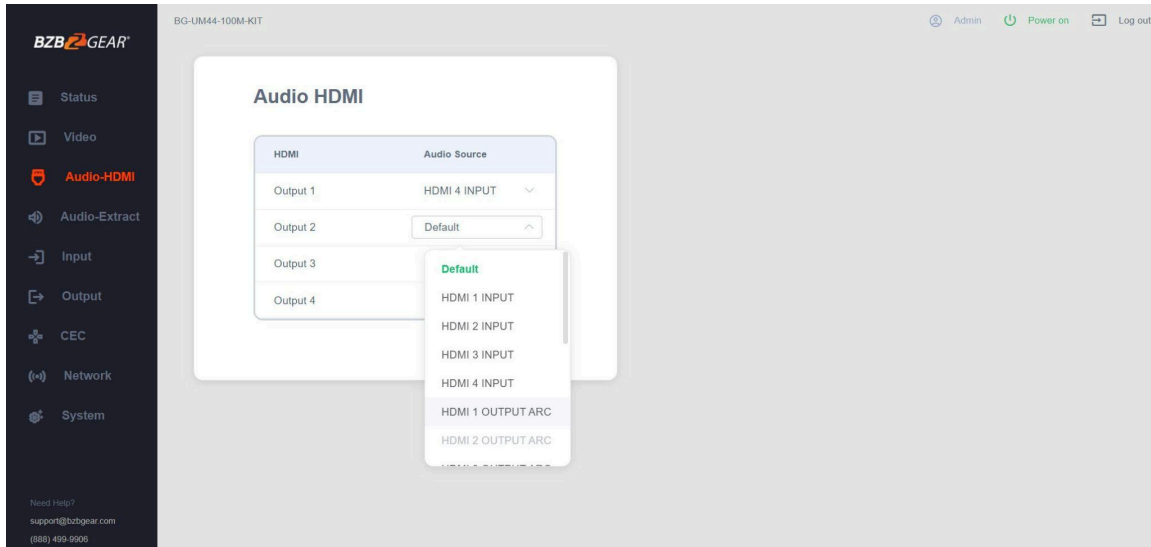 BG-UM44-100M-KIT
Admin
Power on
Log out
BZBGEAR®
Status
Video
Audio-HDMI
Audio-Extract
Input
Output
CEC
Network
System
Need Help?
support@bzbgear.com
(888) 499-9906
Audio HDMI
HDMI Audio Source
Output 1 HDMI 4 INPUT
Output 2 Default
Output 3
Output 4
Default
HDMI 1 INPUT
HDMI 2 INPUT
HDMI 3 INPUT
HDMI 4 INPUT
HDMI 1 OUTPUT ARC
HDMI 2 OUTPUT ARC